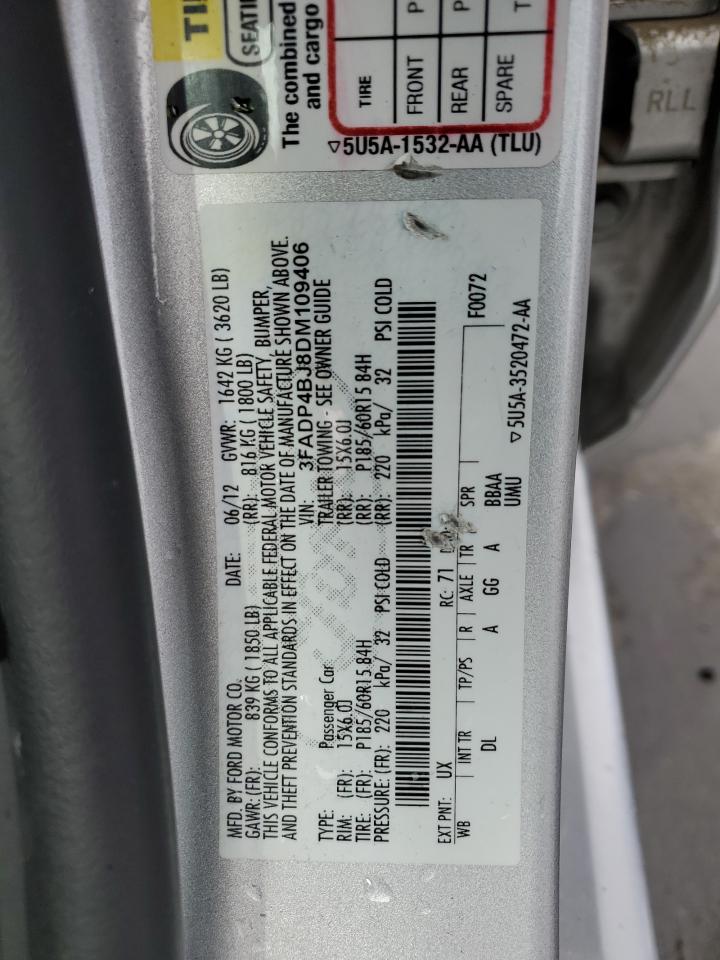 TI
SEATI
The combined
and cargo
TIRE
FRONT P
REAR P
SPARE T
5U5A-1532-AA (TLU)
RLL
MFD. BY FORD MOTOR CO. DATE: 06/12 GVWR: 1642 KG ( 3620 LB)
GAWR: (FR): 839 KG ( 1850 LB) (RR): 816 KG ( 1800 LB)
THIS VEHICLE CONFORMS TO ALL APPLICABLE FEDERAL MOTOR VEHICLE SAFETY, BUMPER,
AND THEFT PREVENTION STANDARDS IN EFFECT ON THE DATE OF MANUFACTURE SHOWN ABOVE.
VIN: 3FADP4BJ8DM109406
TYPE: Passenger Car TRAILER TOWING - SEE OWNER GUIDE
RIM: (FR): 15X6.0J (RR): 15X6.0J
TIRE: (FR): P185/60R15 84H (RR): P185/60R15 84H
PRESSURE: (FR): 220 kPa/ 32 PSI COLD (RR): 220 kPa/ 32 PSI COLD
EXT PNT: UX RC: 71 F0072
WB INT TR TP/PS R AXLE TR SPR
DL A GG A BBAA
UMU
5U5A-3520472-AA